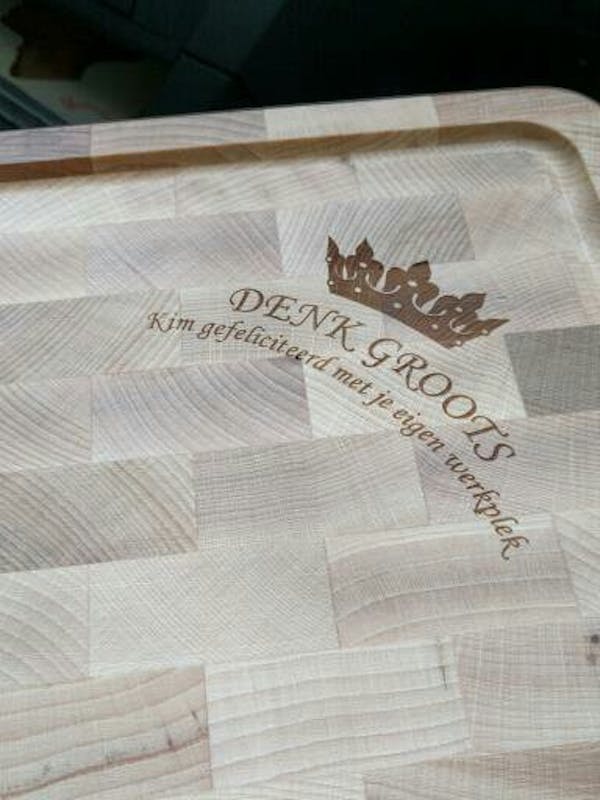 DENK GROOTS
Kim gefeliciteerd met je eigen werkplek